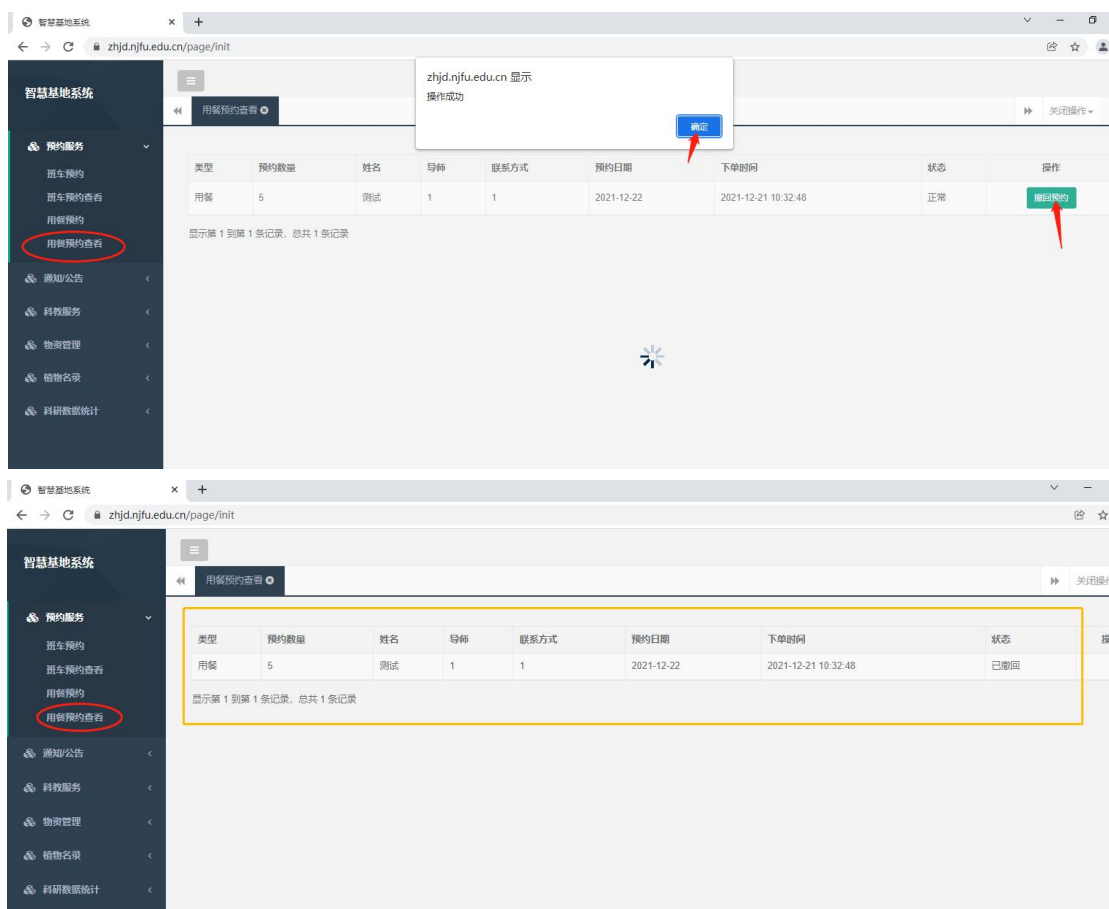 智慧基地系统
zhjd.njfu.edu.cn/page/init
zhjd.njfu.edu.cn 显示
操作成功
确定
智慧基地系统
用餐预约查看
关闭操作
预约服务
班车预约
班车预约查看
用餐预约
用餐预约查看
通知/公告
科教服务
物资管理
植物名录
科研数据统计
类型 预约数量 姓名 导师 联系方式 预约日期 下单时间 状态 操作
用餐 5 测试 1 1 2021-12-22 2021-12-21 10:32:48 正常 撤回预约
显示第 1 到第 1 条记录，总共 1 条记录
智慧基地系统
zhjd.njfu.edu.cn/page/init
智慧基地系统
用餐预约查看
关闭操作
预约服务
班车预约
班车预约查看
用餐预约
用餐预约查看
通知/公告
科教服务
物资管理
植物名录
科研数据统计
类型 预约数量 姓名 导师 联系方式 预约日期 下单时间 状态
用餐 5 测试 1 1 2021-12-22 2021-12-21 10:32:48 已撤回
显示第 1 到第 1 条记录，总共 1 条记录